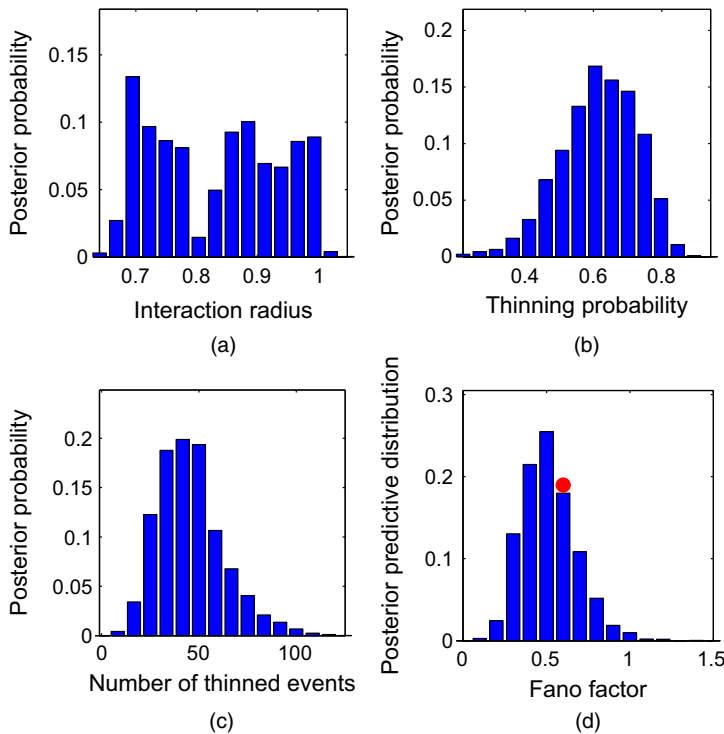 0.15
0.1
0.05
0
0.7 0.8 0.9 1
Posterior probability
Interaction radius
(a)
0.2
0.15
0.1
0.05
0
0.4 0.6 0.8
Posterior probability
Thinning probability
(b)
0.2
0.15
0.1
0.05
0
0 50 100
Posterior probability
Number of thinned events
(c)
0.3
0.2
0.1
0
0 0.5 1 1.5
Posterior predictive distribution
Fano factor
(d)